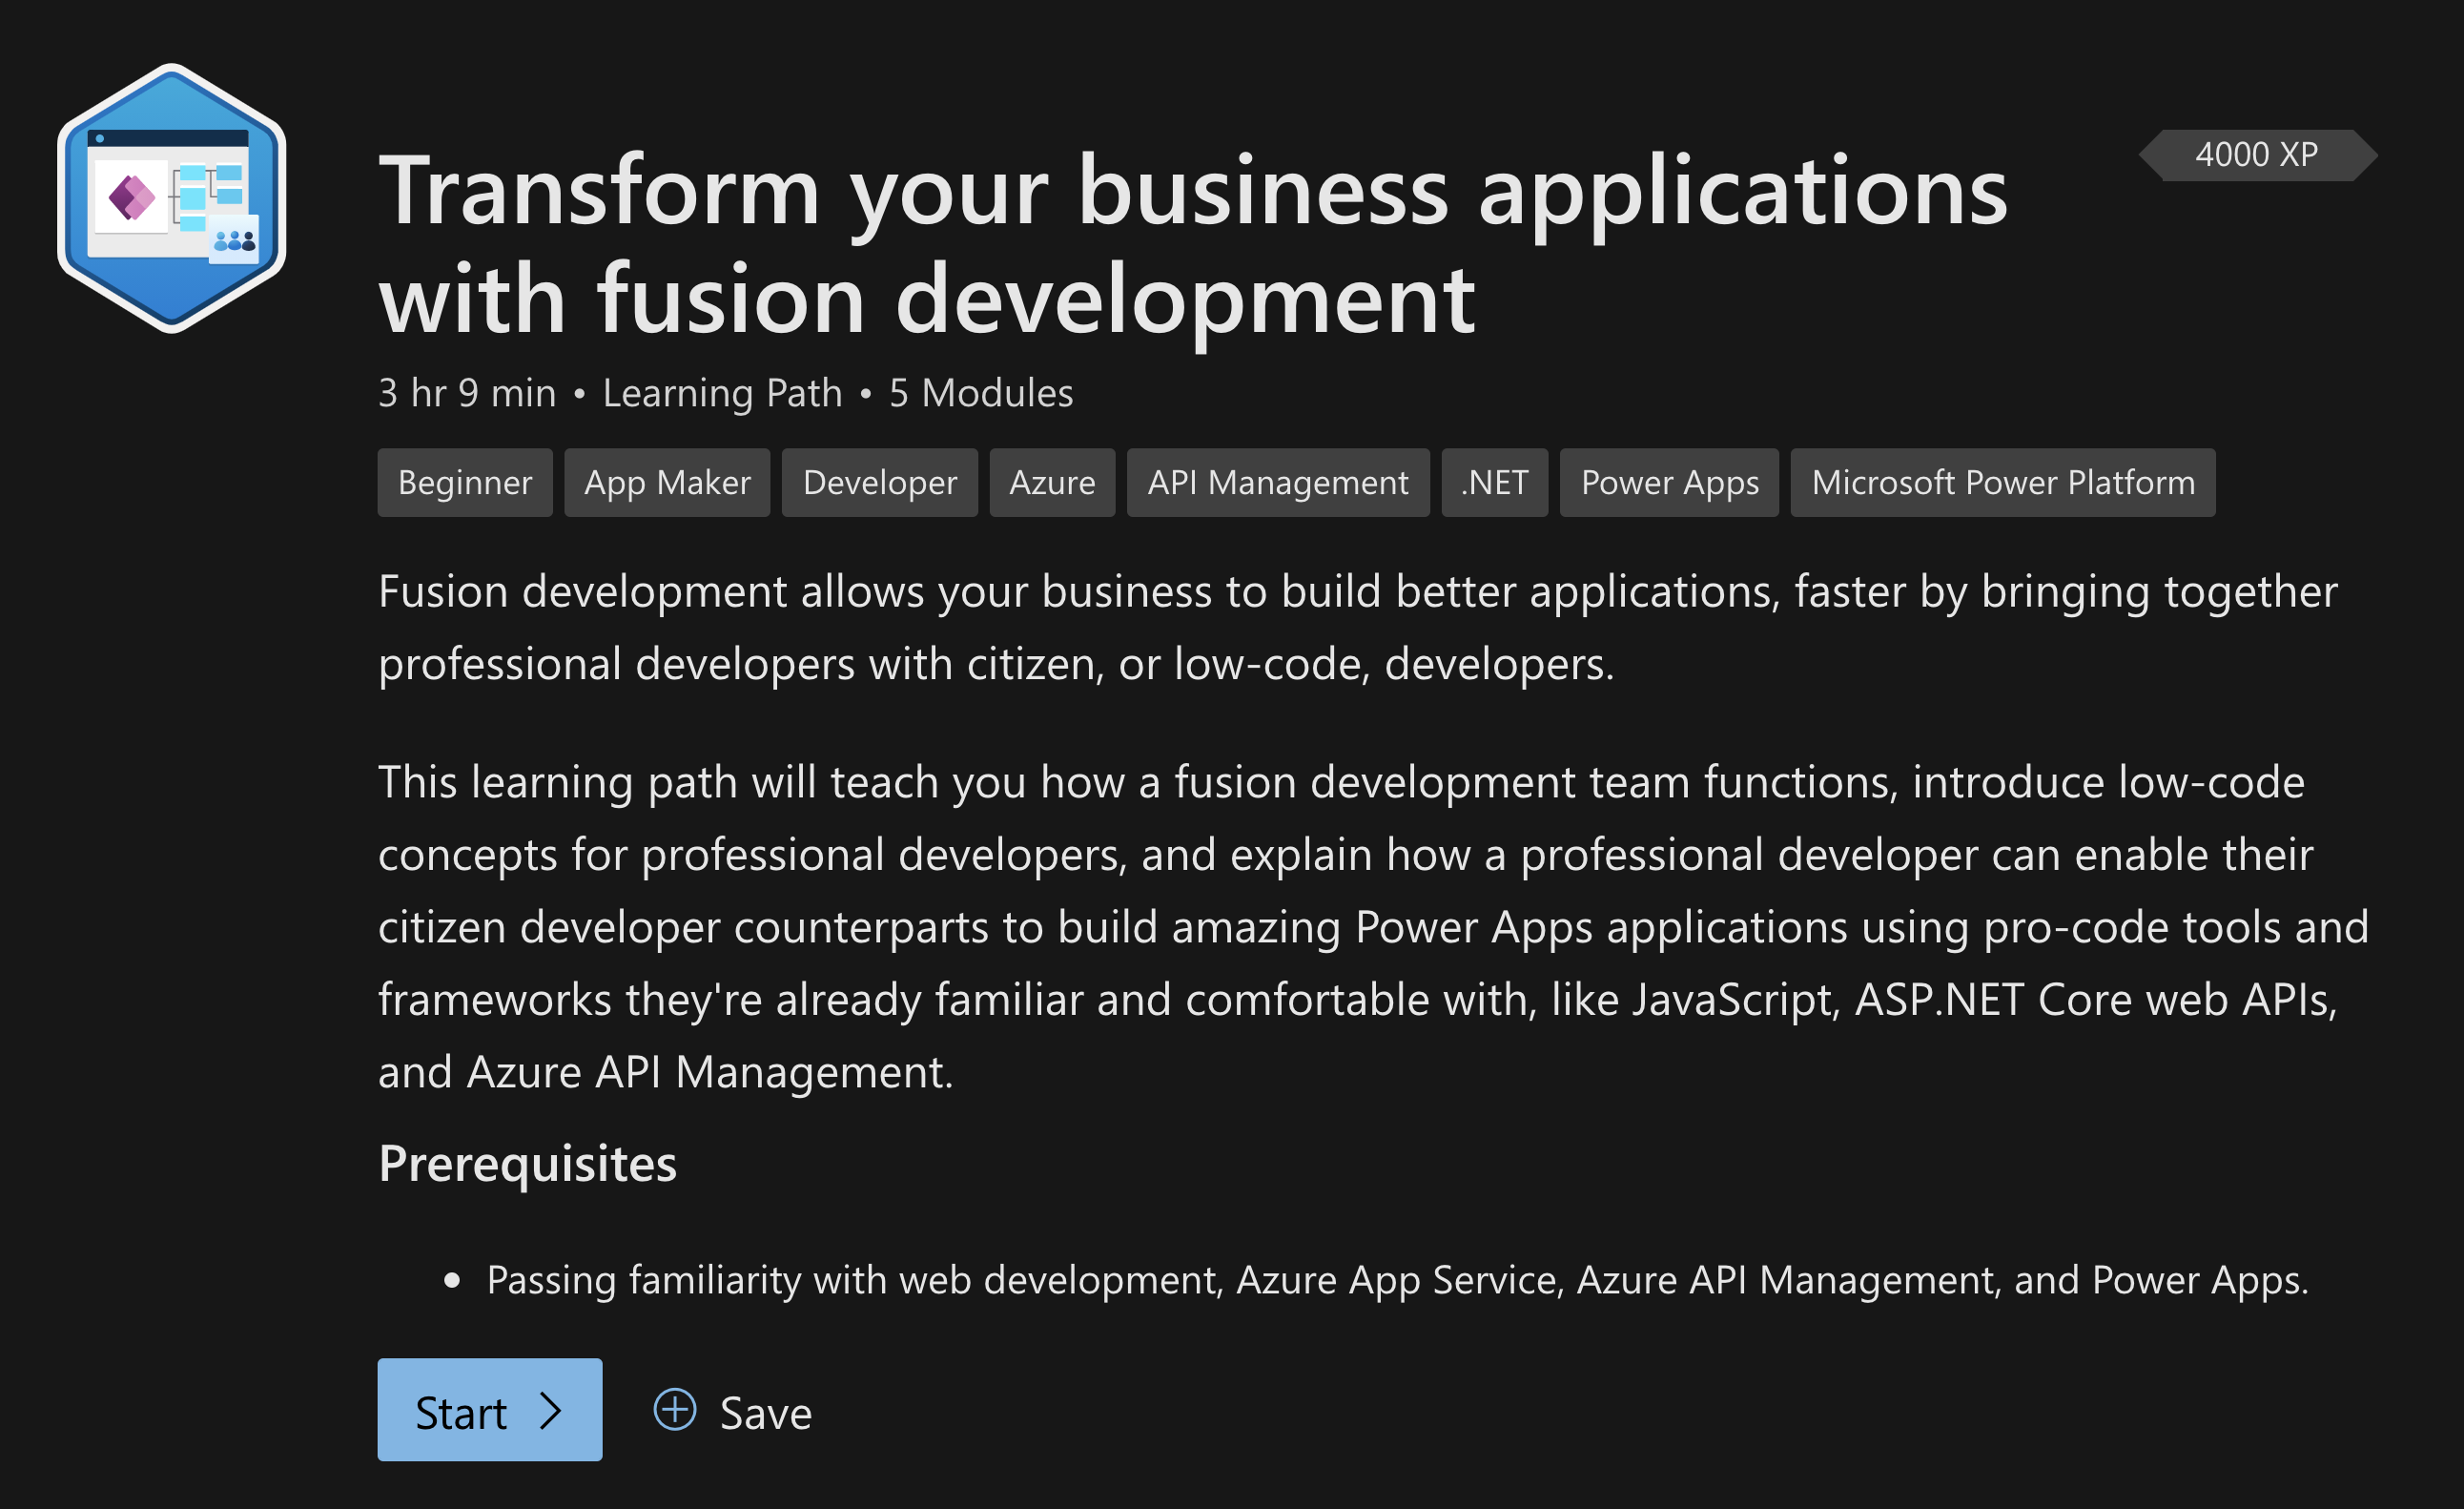 4000 XP
Transform your business applications
with fusion development
3 hr 9 min • Learning Path • 5 Modules
Beginner App Maker Developer Azure API Management .NET Power Apps Microsoft Power Platform
Fusion development allows your business to build better applications, faster by bringing together
professional developers with citizen, or low-code, developers.
This learning path will teach you how a fusion development team functions, introduce low-code
concepts for professional developers, and explain how a professional developer can enable their
citizen developer counterparts to build amazing Power Apps applications using pro-code tools and
frameworks they're already familiar and comfortable with, like JavaScript, ASP.NET Core web APIs,
and Azure API Management.
Prerequisites
• Passing familiarity with web development, Azure App Service, Azure API Management, and Power Apps.
Start Save